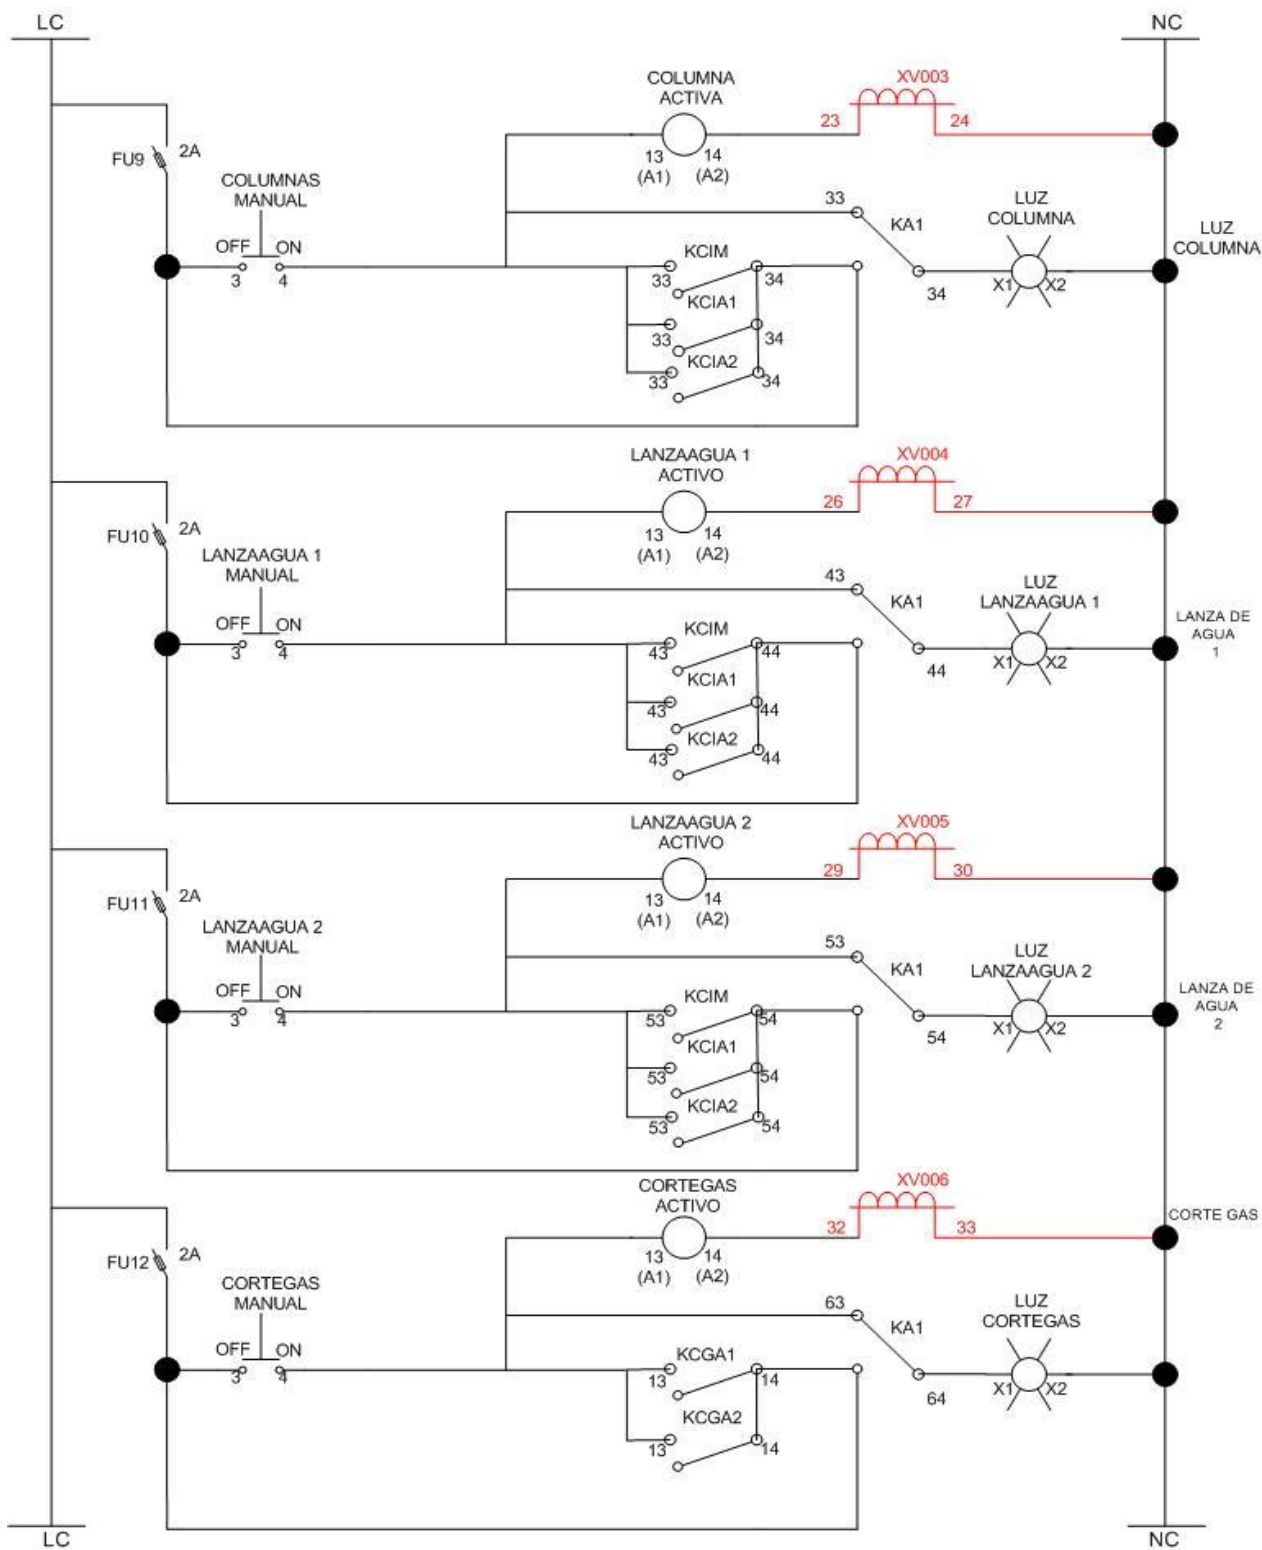 LC
NC
COLUMNA
ACTIVA
XV003
23
24
FU9
2A
13
(A1)
14
(A2)
COLUMNAS
MANUAL
33
KA1
LUZ
COLUMNA
LUZ
COLUMNA
OFF
ON
3
4
KCIM
33
34
34
X1
X2
KCIA1
33
34
KCIA2
33
34
LANZAAGUA 1
ACTIVO
XV004
26
27
FU10
2A
13
(A1)
14
(A2)
LANZAAGUA 1
MANUAL
43
KA1
LUZ
LANZAAGUA 1
LANZA DE
AGUA
1
OFF
ON
3
4
KCIM
43
44
44
X1
X2
KCIA1
43
44
KCIA2
43
44
LANZAAGUA 2
ACTIVO
XV005
29
30
FU11
2A
13
(A1)
14
(A2)
LANZAAGUA 2
MANUAL
53
KA1
LUZ
LANZAAGUA 2
LANZA DE
AGUA
2
OFF
ON
3
4
KCIM
53
54
54
X1
X2
KCIA1
53
54
KCIA2
53
54
CORTEGAS
ACTIVO
XV006
32
33
CORTE GAS
FU12
2A
13
(A1)
14
(A2)
CORTEGAS
MANUAL
63
KA1
LUZ
CORTEGAS
OFF
ON
3
4
KCGA1
13
14
64
X1
X2
KCGA2
13
14
LC
NC